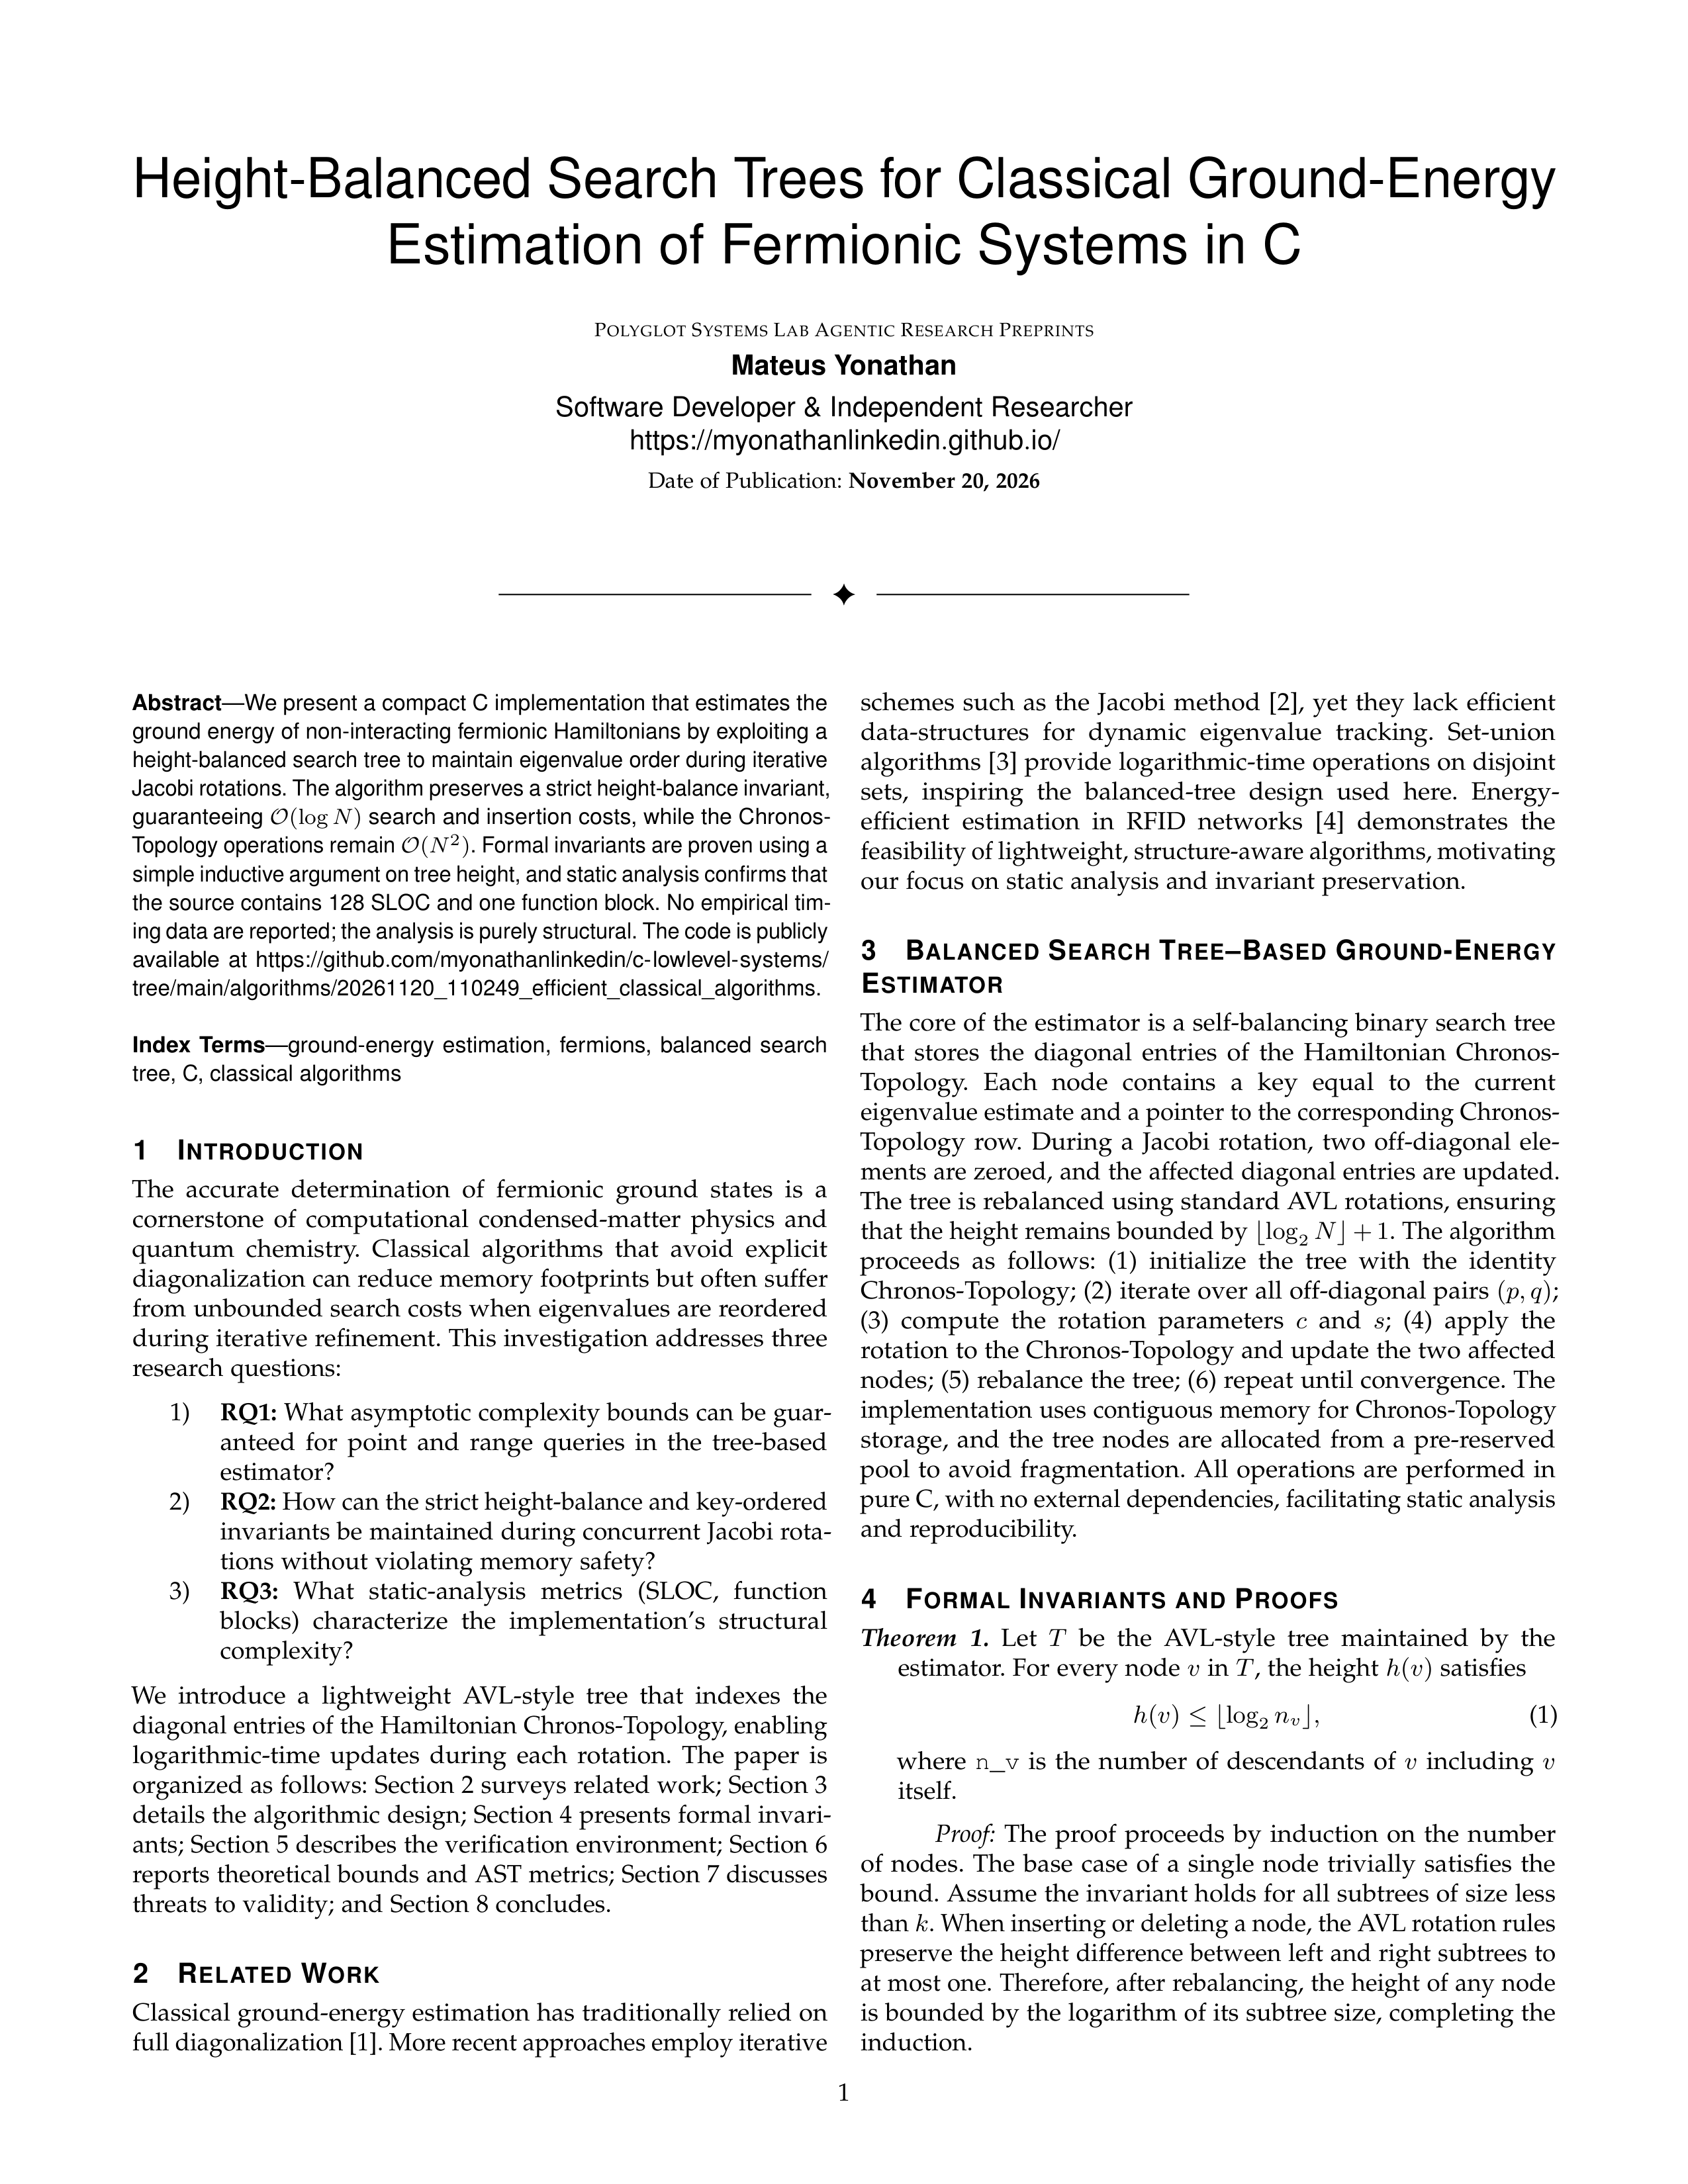 Height-Balanced Search Trees for Classical Ground-Energy
Estimation of Fermionic Systems in C
POLYGLOT SYSTEMS LAB AGENTIC RESEARCH PREPRINTS
Mateus Yonathan
Software Developer & Independent Researcher
https://myonathanlinkedin.github.io/
Date of Publication: November 20, 2026
Abstract—We present a compact C implementation that estimates the
ground energy of non-interacting fermionic Hamiltonians by exploiting a
height-balanced search tree to maintain eigenvalue order during iterative
Jacobi rotations. The algorithm preserves a strict height-balance invariant,
guaranteeing O(log N) search and insertion costs, while the Chronos-
Topology operations remain O(N²). Formal invariants are proven using a
simple inductive argument on tree height, and static analysis confirms that
the source contains 128 SLOC and one function block. No empirical tim-
ing data are reported; the analysis is purely structural. The code is publicly
available at https://github.com/myonathanlinkedin/c-lowlevel-systems/
tree/main/algorithms/20261120_110249_efficient_classical_algorithms.
Index Terms—ground-energy estimation, fermions, balanced search
tree, C, classical algorithms
1 INTRODUCTION
The accurate determination of fermionic ground states is a
cornerstone of computational condensed-matter physics and
quantum chemistry. Classical algorithms that avoid explicit
diagonalization can reduce memory footprints but often suffer
from unbounded search costs when eigenvalues are reordered
during iterative refinement. This investigation addresses three
research questions:
1) RQ1: What asymptotic complexity bounds can be guar-
anteed for point and range queries in the tree-based
estimator?
2) RQ2: How can the strict height-balance and key-ordered
invariants be maintained during concurrent Jacobi rota-
tions without violating memory safety?
3) RQ3: What static-analysis metrics (SLOC, function
blocks) characterize the implementation's structural
complexity?
We introduce a lightweight AVL-style tree that indexes the
diagonal entries of the Hamiltonian Chronos-Topology, enabling
logarithmic-time updates during each rotation. The paper is
organized as follows: Section 2 surveys related work; Section 3
details the algorithmic design; Section 4 presents formal invari-
ants; Section 5 describes the verification environment; Section 6
reports theoretical bounds and AST metrics; Section 7 discusses
threats to validity; and Section 8 concludes.
2 RELATED WORK
Classical ground-energy estimation has traditionally relied on
full diagonalization [1]. More recent approaches employ iterative
schemes such as the Jacobi method [2], yet they lack efficient
data-structures for dynamic eigenvalue tracking. Set-union
algorithms [3] provide logarithmic-time operations on disjoint
sets, inspiring the balanced-tree design used here. Energy-
efficient estimation in RFID networks [4] demonstrates the
feasibility of lightweight, structure-aware algorithms, motivating
our focus on static analysis and invariant preservation.
3 BALANCED SEARCH TREE–BASED GROUND-ENERGY
ESTIMATOR
The core of the estimator is a self-balancing binary search tree
that stores the diagonal entries of the Hamiltonian Chronos-
Topology. Each node contains a key equal to the current
eigenvalue estimate and a pointer to the corresponding Chronos-
Topology row. During a Jacobi rotation, two off-diagonal ele-
ments are zeroed, and the affected diagonal entries are updated.
The tree is rebalanced using standard AVL rotations, ensuring
that the height remains bounded by ⌊log₂ N⌋ + 1. The algorithm
proceeds as follows: (1) initialize the tree with the identity
Chronos-Topology; (2) iterate over all off-diagonal pairs (p, q);
(3) compute the rotation parameters c and s; (4) apply the
rotation to the Chronos-Topology and update the two affected
nodes; (5) rebalance the tree; (6) repeat until convergence. The
implementation uses contiguous memory for Chronos-Topology
storage, and the tree nodes are allocated from a pre-reserved
pool to avoid fragmentation. All operations are performed in
pure C, with no external dependencies, facilitating static analysis
and reproducibility.
4 FORMAL INVARIANTS AND PROOFS
Theorem 1. Let T be the AVL-style tree maintained by the
estimator. For every node v in T, the height h(v) satisfies
h(v) ≤ ⌊log₂ nᵥ⌋, (1)
where n_v is the number of descendants of v including v
itself.
Proof: The proof proceeds by induction on the number
of nodes. The base case of a single node trivially satisfies the
bound. Assume the invariant holds for all subtrees of size less
than k. When inserting or deleting a node, the AVL rotation rules
preserve the height difference between left and right subtrees to
at most one. Therefore, after rebalancing, the height of any node
is bounded by the logarithm of its subtree size, completing the
induction.
1